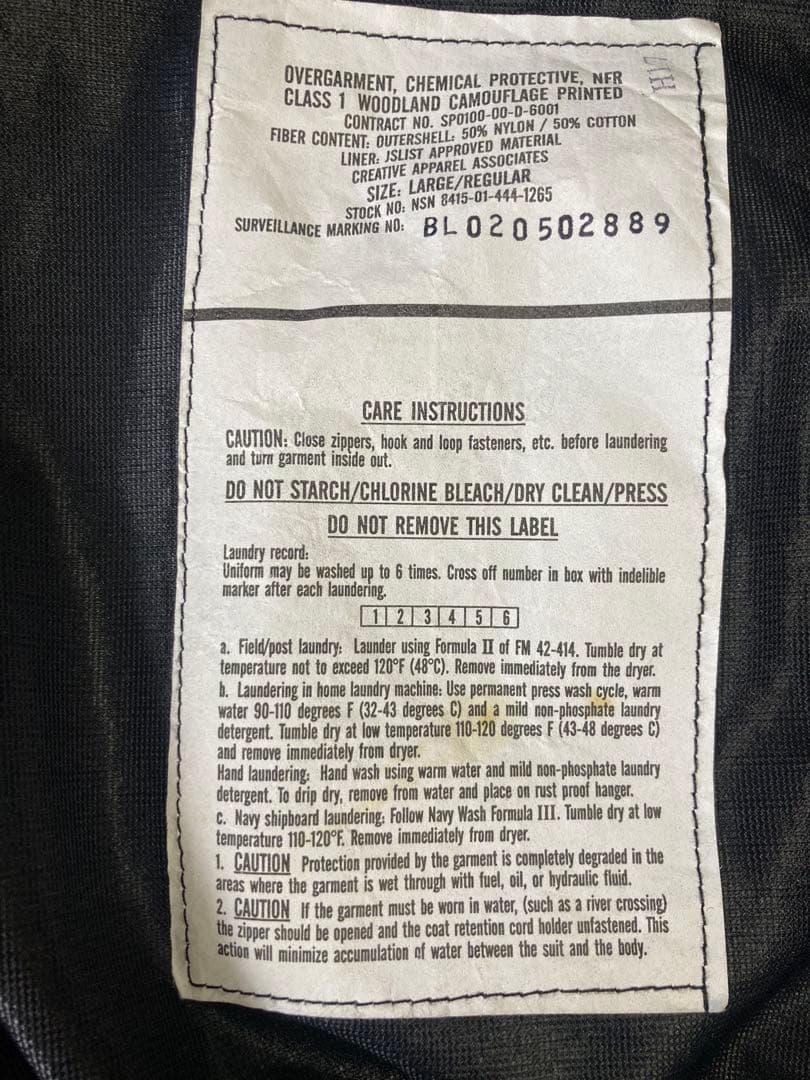 OVERGARMENT, CHEMICAL PROTECTIVE, NFR
CLASS 1 WOODLAND CAMOUFLAGE PRINTED
CONTRACT NO. SPO100-00-D-6001
FIBER CONTENT: OUTERSHELL: 50% NYLON / 50% COTTON
LINER: JSLIST APPROVED MATERIAL
CREATIVE APPAREL ASSOCIATES
SIZE: LARGE/REGULAR
STOCK NO: NSN 8415-01-444-1265
SURVEILLANCE MARKING NO: BL020502889
CARE INSTRUCTIONS
CAUTION: Close zippers, hook and loop fasteners, etc. before laundering
and turn garment inside out.
DO NOT STARCH/CHLORINE BLEACH/DRY CLEAN/PRESS
DO NOT REMOVE THIS LABEL
Laundry record:
Uniform may be washed up to 6 times. Cross off number in box with indelible
marker after each laundering.
1 2 3 4 5 6
a. Field/post laundry: Launder using Formula II of FM 42-414. Tumble dry at
temperature not to exceed 120°F (48°C). Remove immediately from the dryer.
b. Laundering in home laundry machine: Use permanent press wash cycle, warm
water 90-110 degrees F (32-43 degrees C) and a mild non-phosphate laundry
detergent. Tumble dry at low temperature 110-120 degrees F (43-48 degrees C)
and remove immediately from dryer.
Hand laundering: Hand wash using warm water and mild non-phosphate laundry
detergent. To drip dry, remove from water and place on rust proof hanger.
c. Navy shipboard laundering: Follow Navy Wash Formula III. Tumble dry at low
temperature 110-120°F. Remove immediately from dryer.
1. CAUTION Protection provided by the garment is completely degraded in the
areas where the garment is wet through with fuel, oil, or hydraulic fluid.
2. CAUTION If the garment must be worn in water, (such as a river crossing)
the zipper should be opened and the coat retention cord holder unfastened. This
action will minimize accumulation of water between the suit and the body.